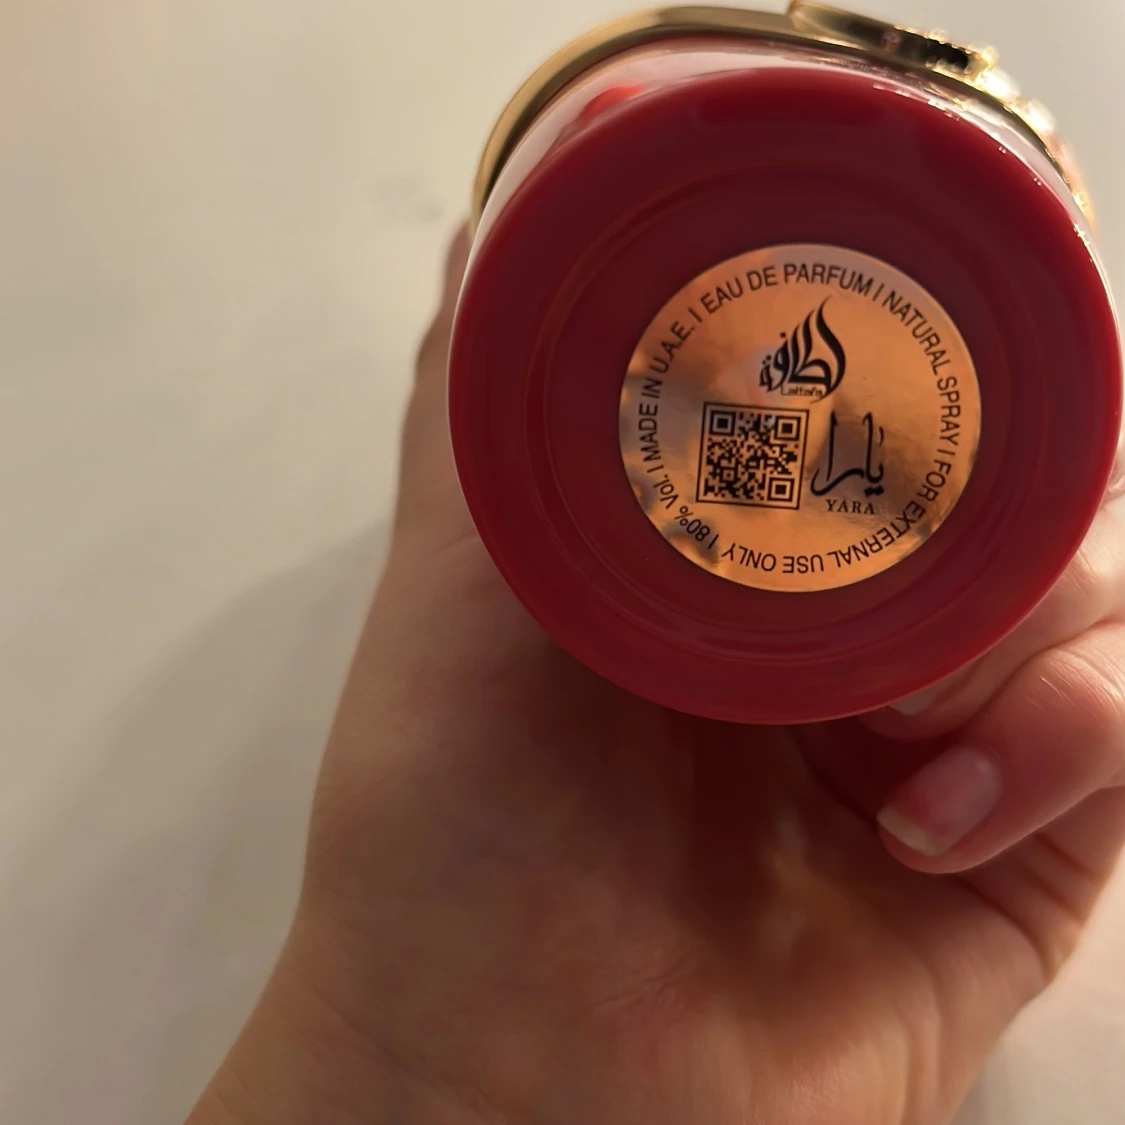 MADE IN U.A.E. | EAU DE PARFUM | NATURAL SPRAY | FOR EXTERNAL USE ONLY | 80% Vol. |
لطافة
Lattafa
يارا
YARA